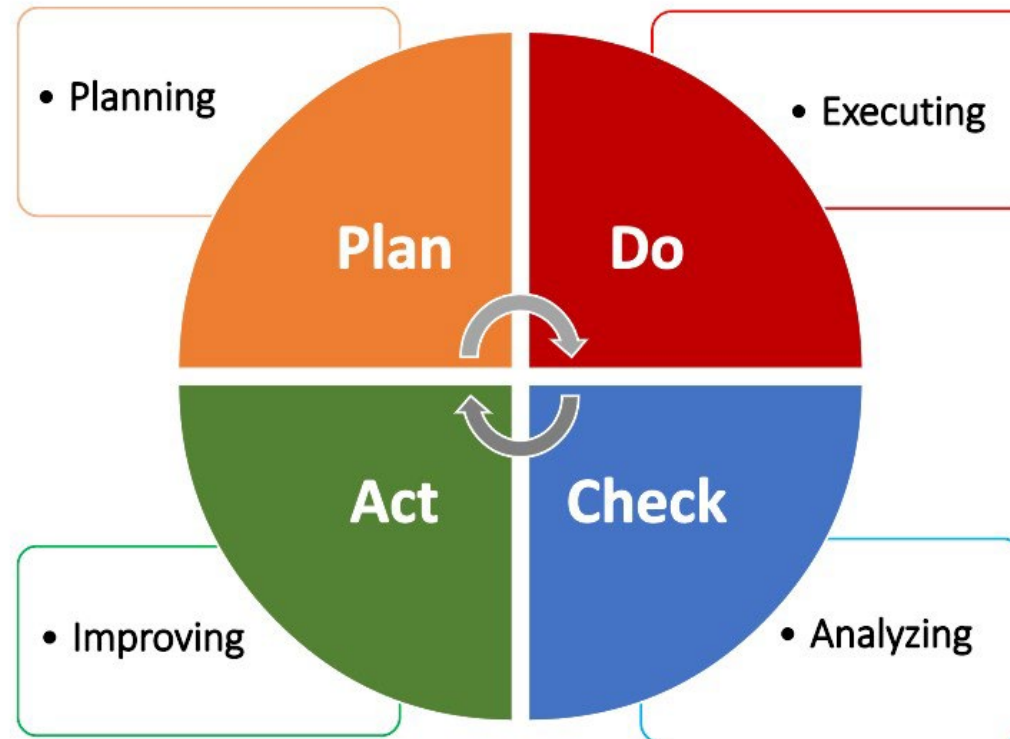 • Planning
• Executing
Plan
Do
Act
Check
• Improving
• Analyzing